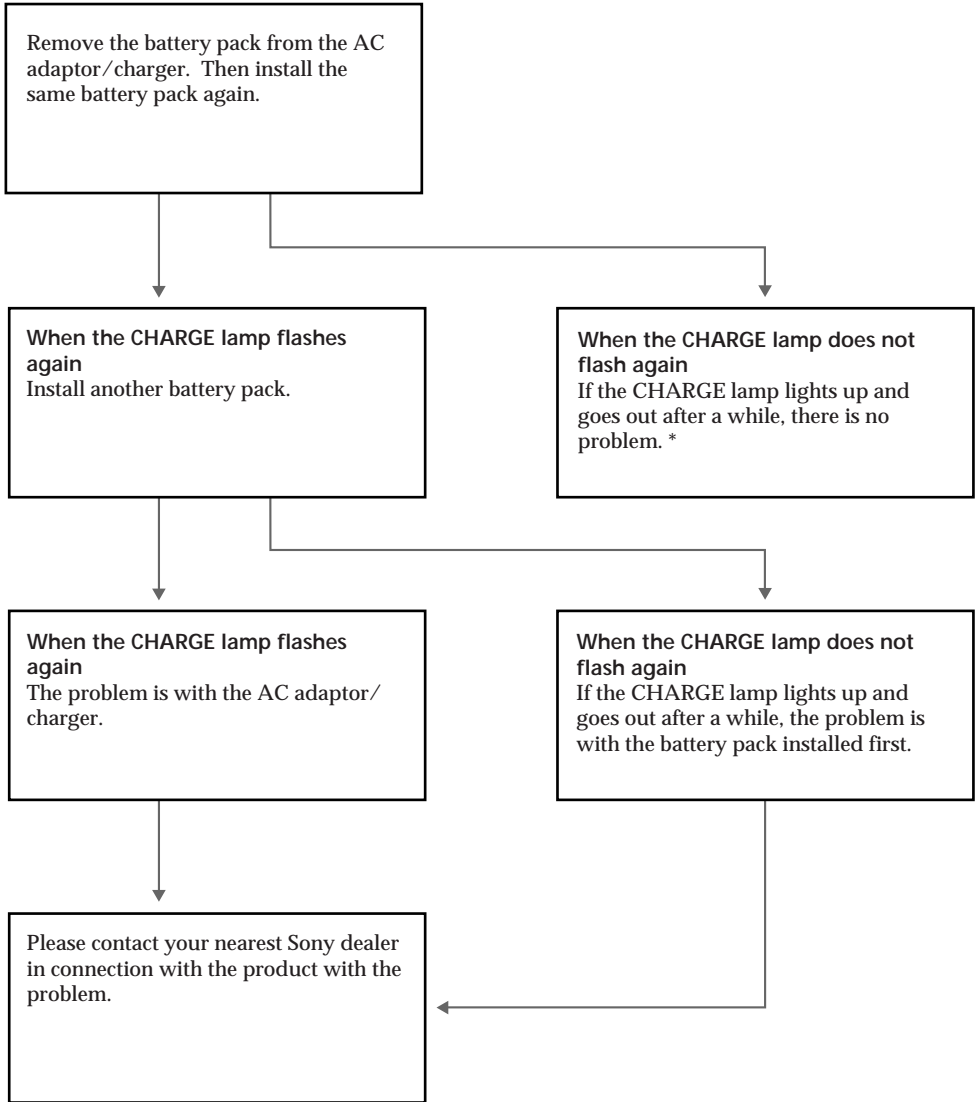 Remove the battery pack from the AC
adaptor/charger. Then install the
same battery pack again.
When the CHARGE lamp flashes
again
Install another battery pack.
When the CHARGE lamp does not
flash again
If the CHARGE lamp lights up and
goes out after a while, there is no
problem. *
When the CHARGE lamp flashes
again
The problem is with the AC adaptor/
charger.
When the CHARGE lamp does not
flash again
If the CHARGE lamp lights up and
goes out after a while, the problem is
with the battery pack installed first.
Please contact your nearest Sony dealer
in connection with the product with the
problem.